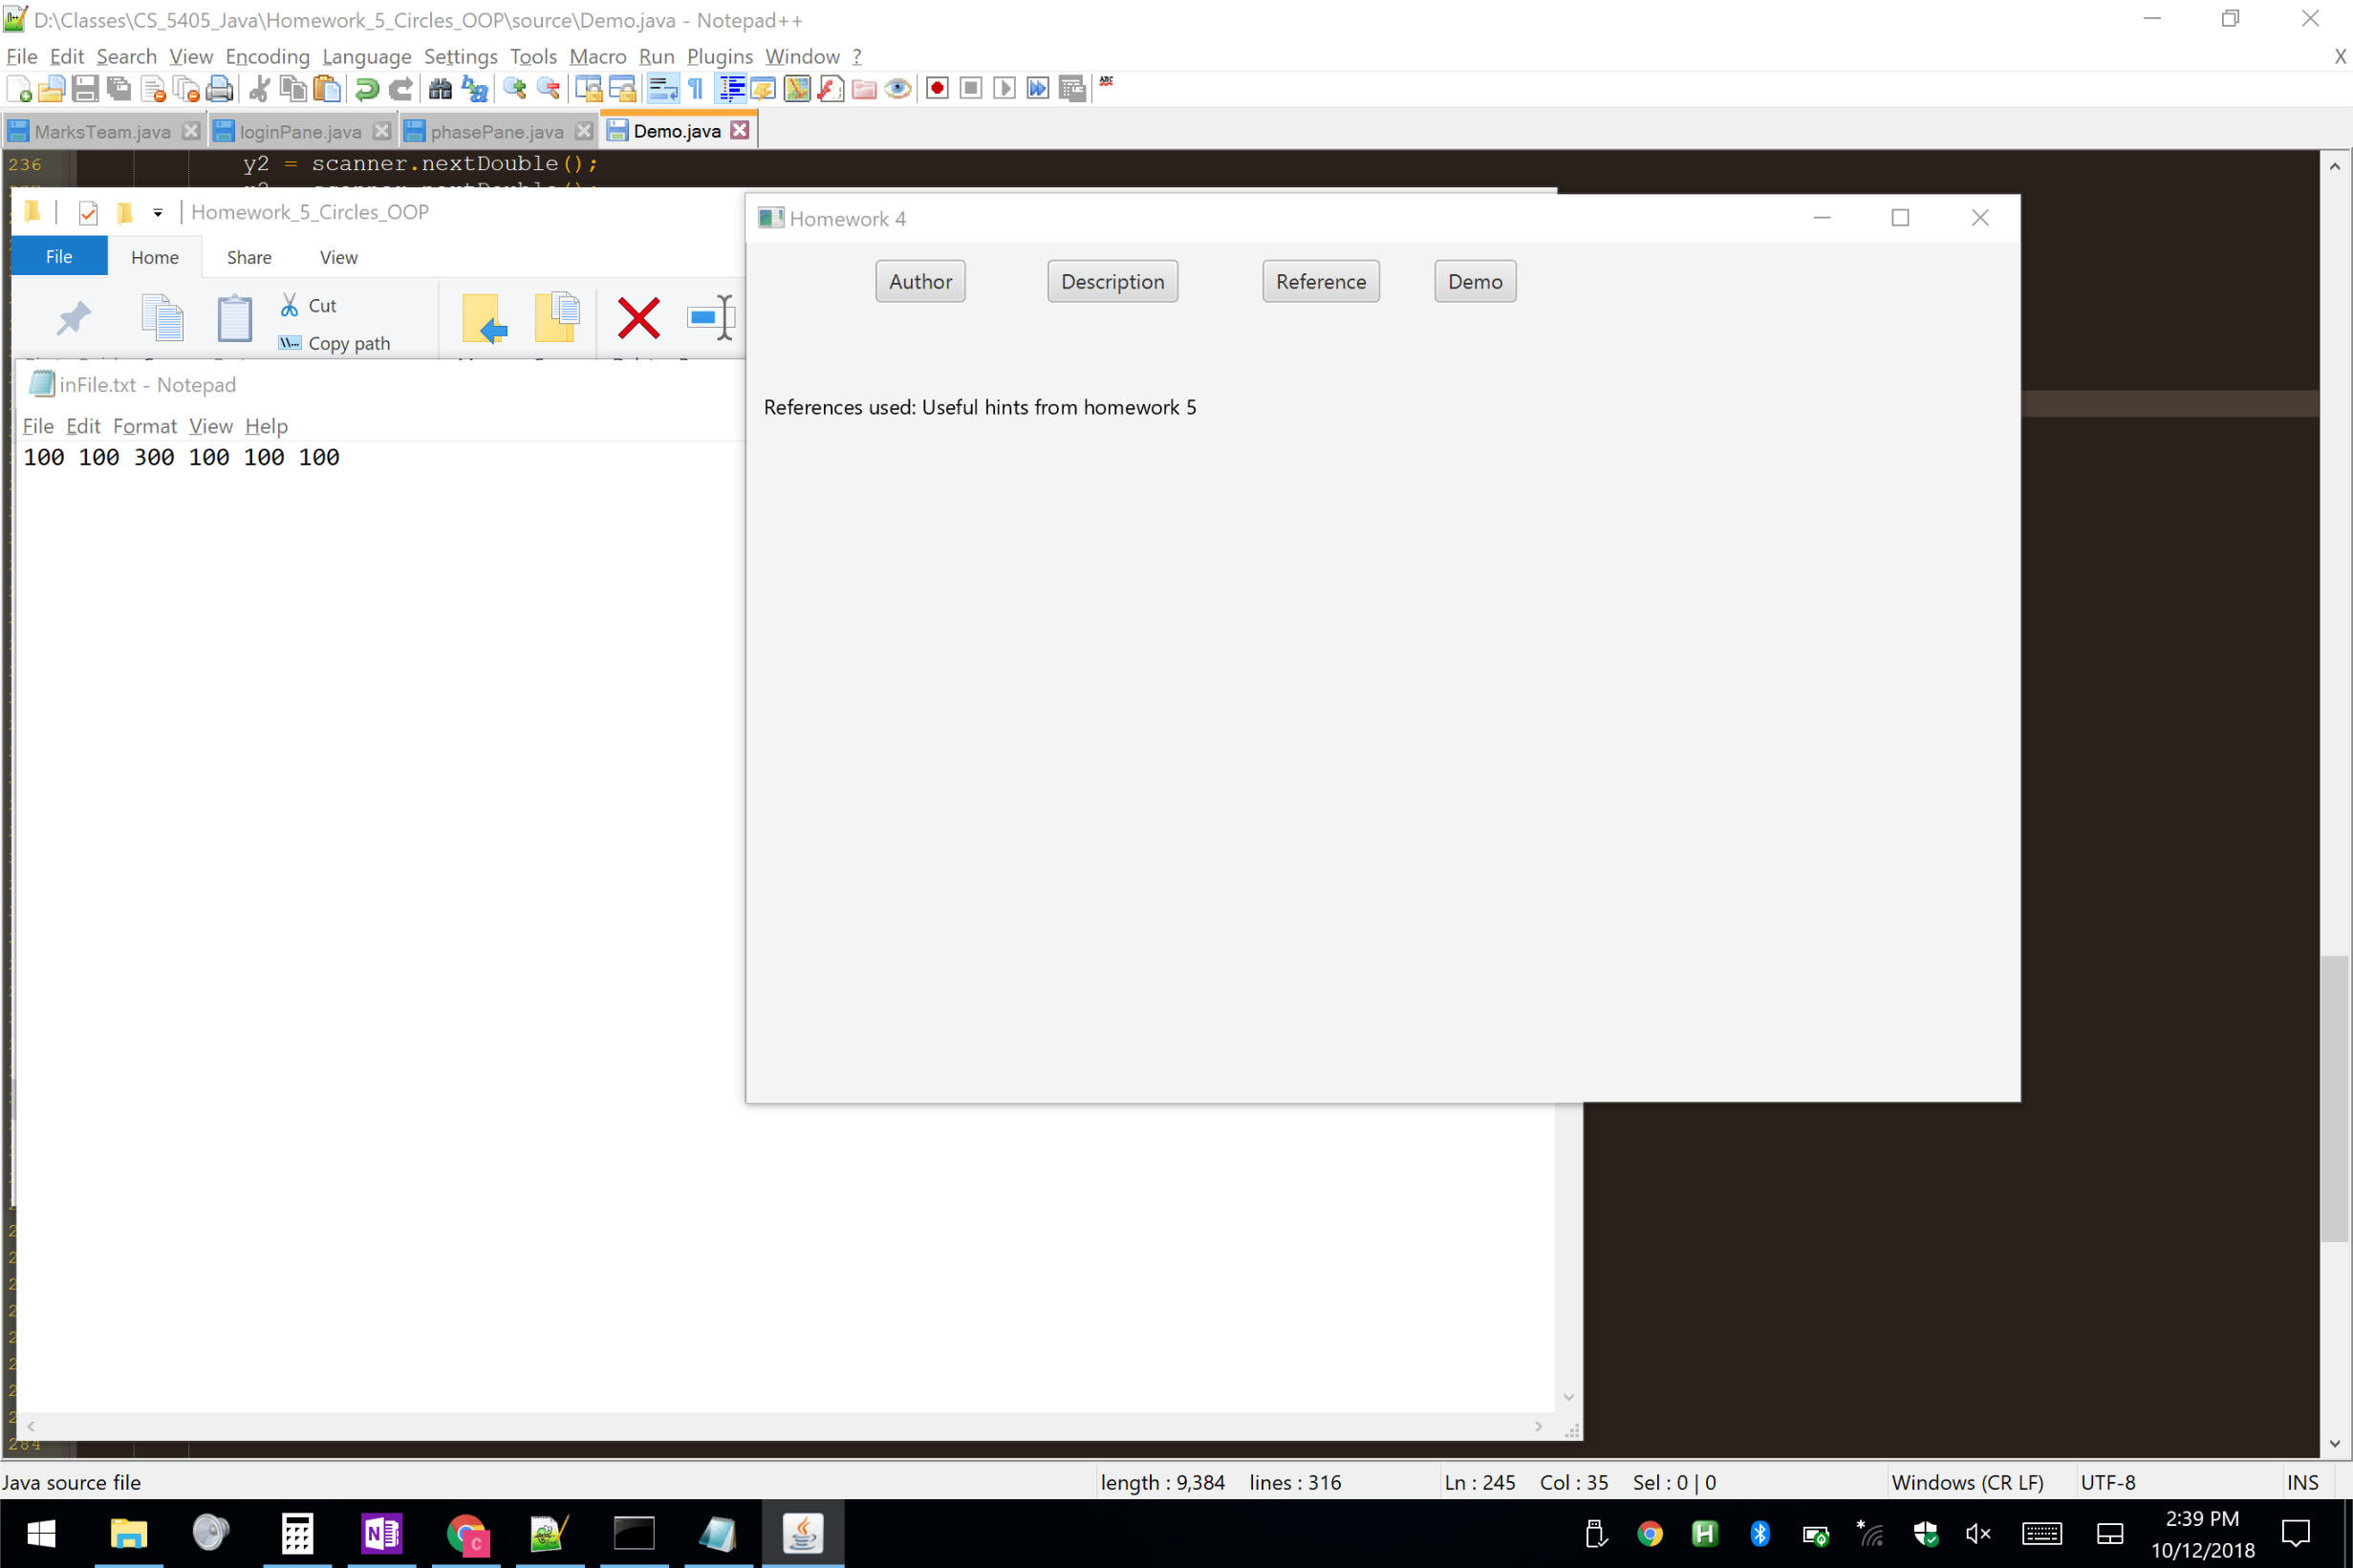 D:\Classes\CS_5405_Java\Homework_5_Circles_OOP\source\Demo.java - Notepad++
File Edit Search View Encoding Language Settings Tools Macro Run Plugins Window ?
X
MarksTeam.java loginPane.java phasePane.java Demo.java
236 y2 = scanner.nextDouble();
Homework_5_Circles_OOP
File Home Share View
Cut
Copy path
inFile.txt - Notepad
File Edit Format View Help
100 100 300 100 100 100
Homework 4
Author Description Reference Demo
References used: Useful hints from homework 5
284
Java source file length : 9,384 lines : 316 Ln : 245 Col : 35 Sel : 0 | 0 Windows (CR LF) UTF-8 INS
2:39 PM
10/12/2018